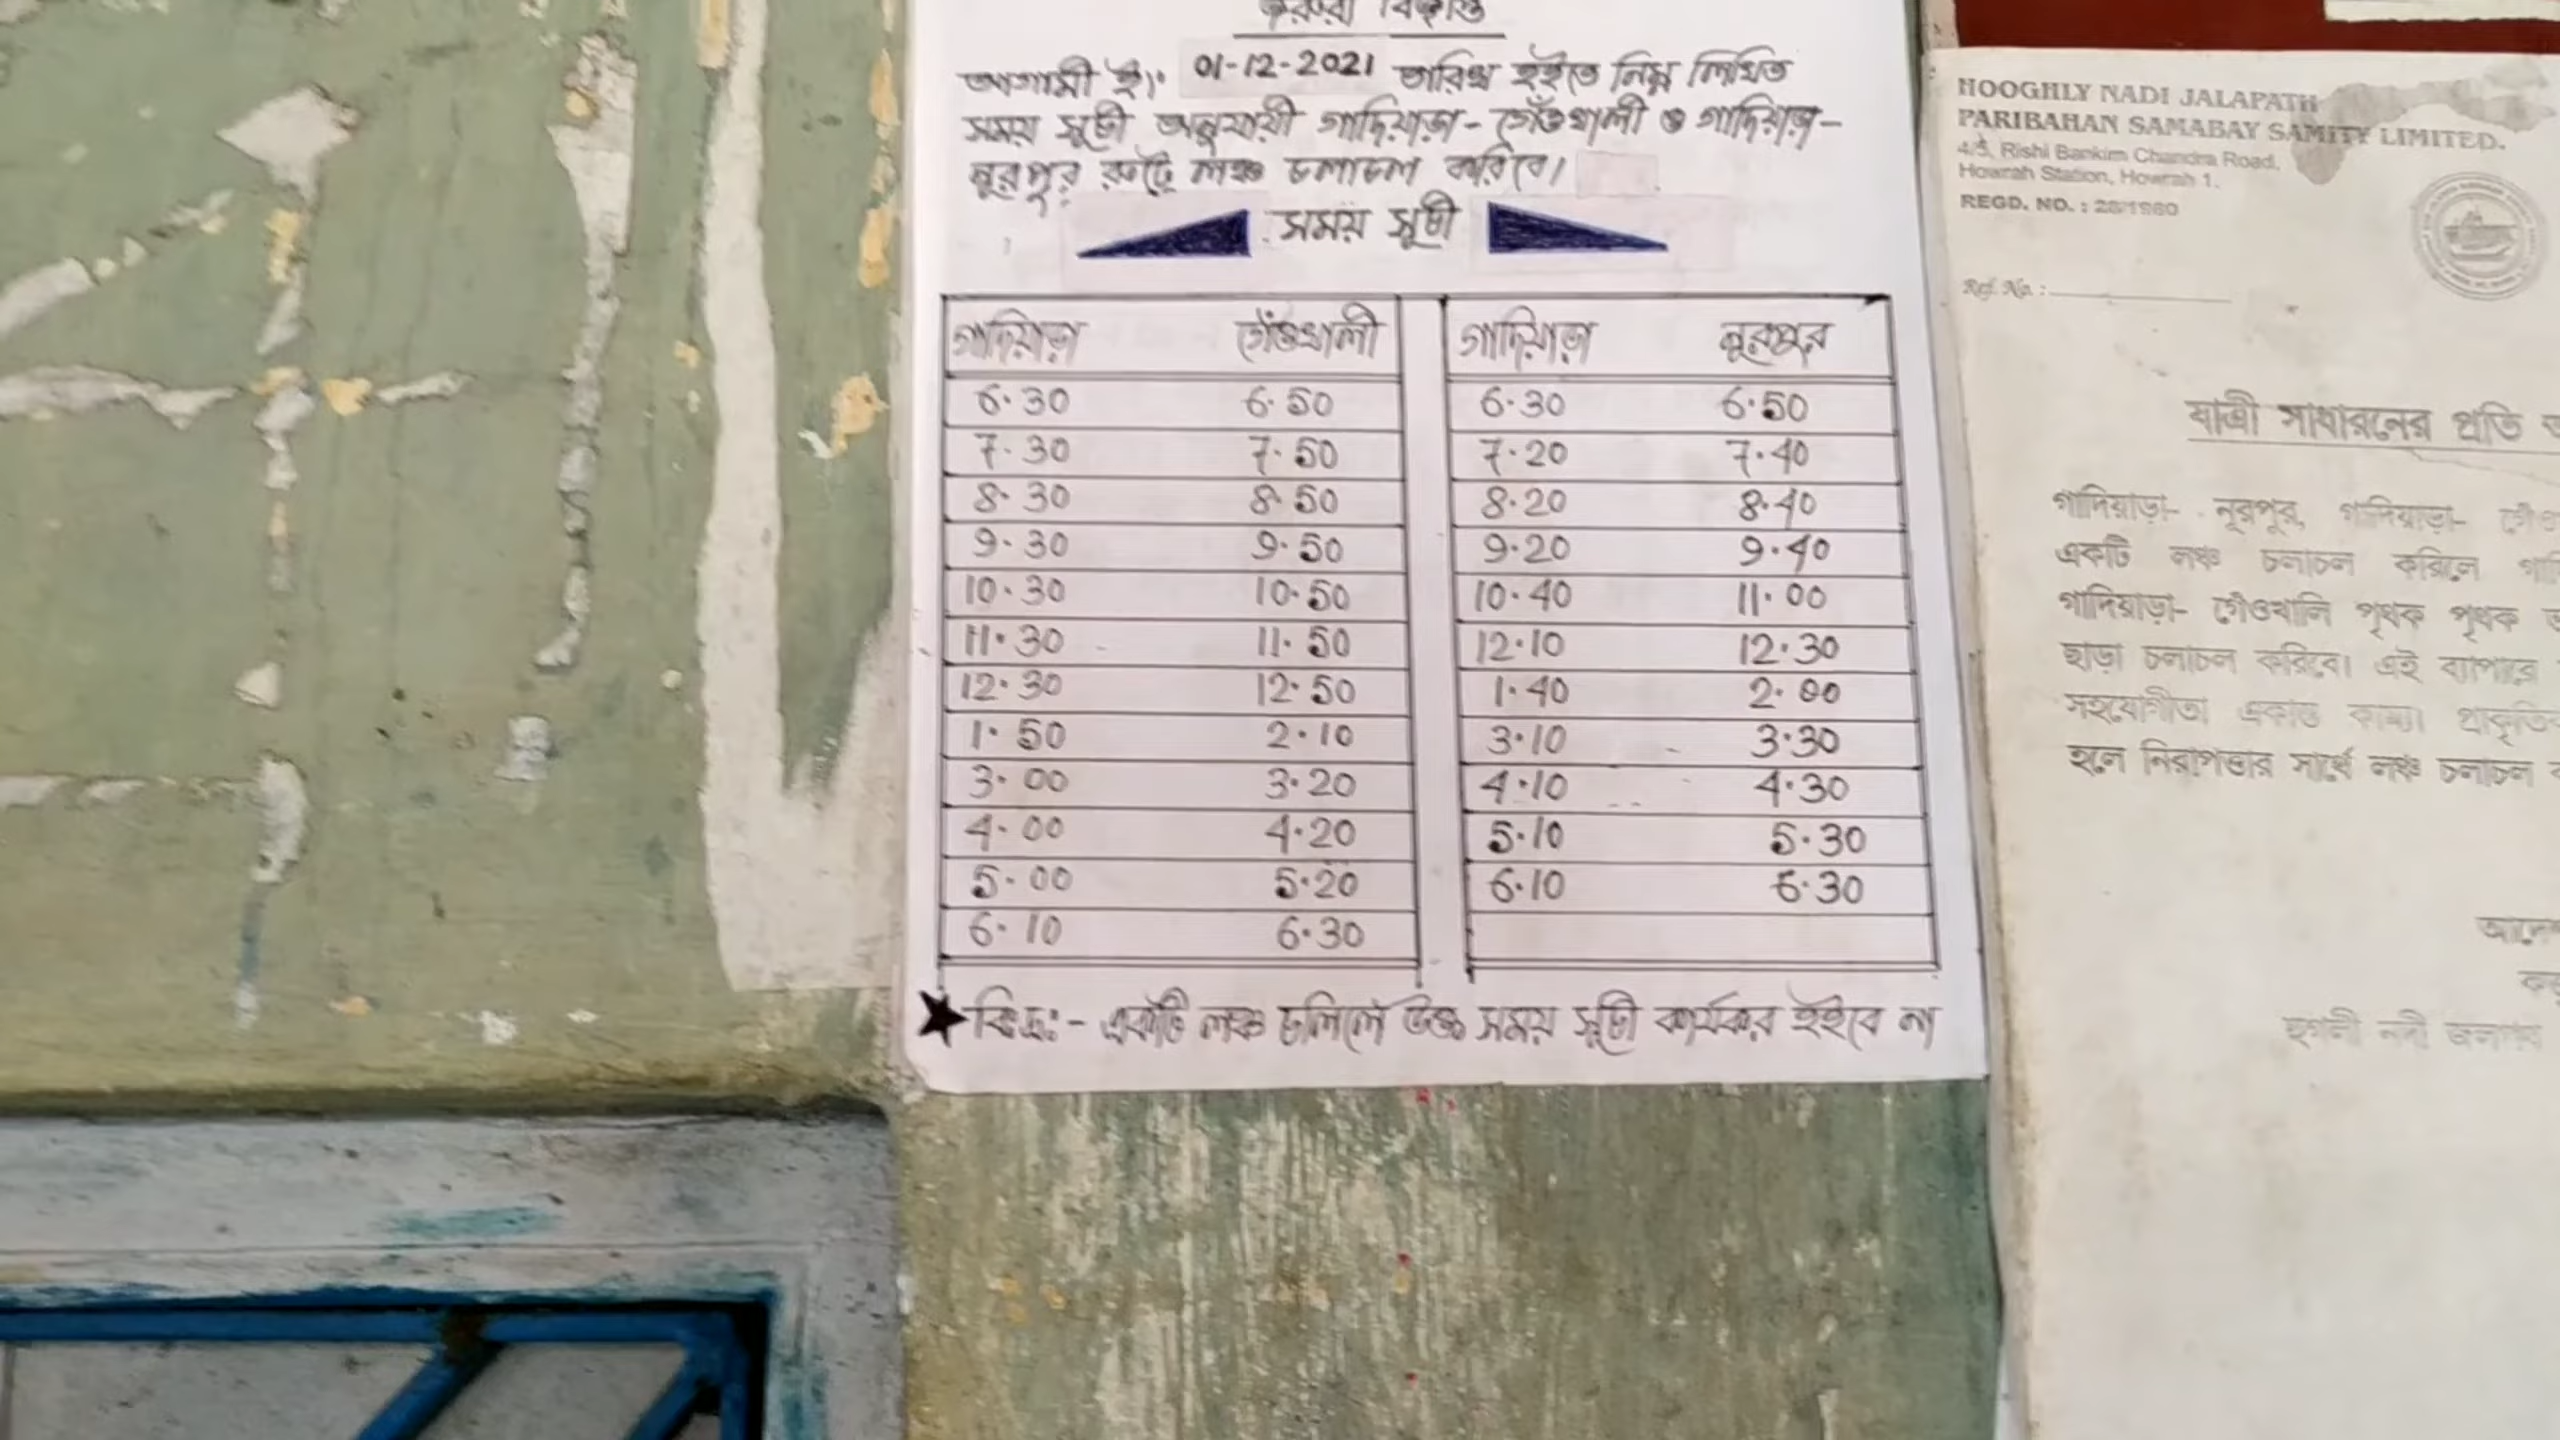 জরুরী বিজ্ঞপ্তি
আগামী ইং 01-12-2021 তারিখ হইতে নিম্ন লিখিত
সময় সূচী অনুযায়ী গাদিয়াড়া- গেঁওখালী ও গাদিয়াড়া-
নূরপুর রুটে লঞ্চ চলাচল করিবে।
সময় সূচী
গাদিয়াড়া গেঁওখালী গাদিয়াড়া নূরপুর
6.30 6.50 6.30 6.50
7.30 7.50 7.20 7.40
8.30 8.50 8.20 8.40
9.30 9.50 9.20 9.40
10.30 10.50 10.40 11.00
11.30 11.50 12.10 12.30
12.30 12.50 1.40 2.00
1.50 2.10 3.10 3.30
3.00 3.20 4.10 4.30
4.00 4.20 5.10 5.30
5.00 5.20 6.10 6.30
6.10 6.30
★ বিঃদ্রঃ- একটি লঞ্চ চলিলে উক্ত সময় সূচী কার্যকর হইবে না
HOOGHLY NADI JALAPATH
PARIBAHAN SAMABAY SAMITY LIMITED.
4/5, Rishi Bankim Chandra Road,
Howrah Station, Howrah 1.
REGD. NO. : 28/1980
Ref. No. :
যাত্রী সাধারনের প্রতি
গাদিয়াড়া- নূরপুর, গাদিয়াড়া-
একটি লঞ্চ চলাচল করিলে
গাদিয়াড়া- গেঁওখালি পৃথক পৃথক
ছাড়া চলাচল করিবে। এই ব্যাপারে
সহযোগীতা একান্ত কাম্য।
হলে নিরাপত্তার সার্থে লঞ্চ চলাচল
হুগলী নদী জলপথ